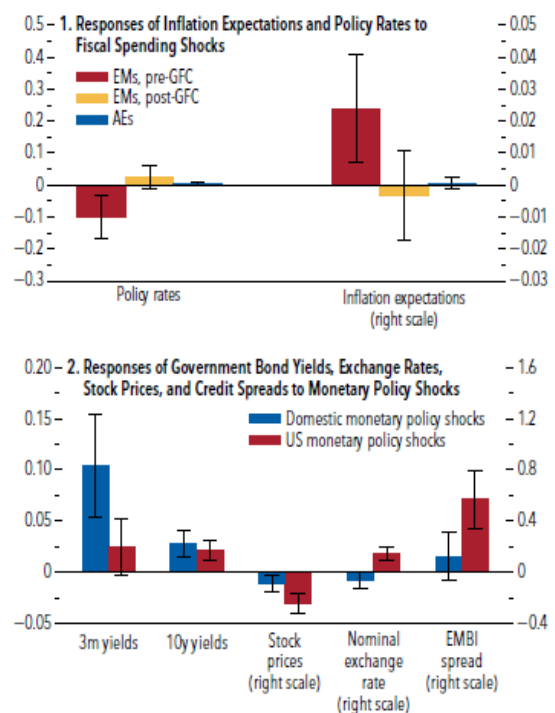 1. Responses of Inflation Expectations and Policy Rates to
Fiscal Spending Shocks
0.5
0.4
0.3
0.2
0.1
0
−0.1
−0.2
−0.3
EMs, pre-GFC
EMs, post-GFC
AEs
0.05
0.04
0.03
0.02
0.01
0
−0.01
−0.02
−0.03
Policy rates
Inflation expectations
(right scale)
2. Responses of Government Bond Yields, Exchange Rates,
Stock Prices, and Credit Spreads to Monetary Policy Shocks
0.20
0.15
0.10
0.05
0
−0.05
Domestic monetary policy shocks
US monetary policy shocks
1.6
1.2
0.8
0.4
0
−0.4
3m yields
10y yields
Stock
prices
(right scale)
Nominal
exchange
rate
(right scale)
EMBI
spread
(right scale)